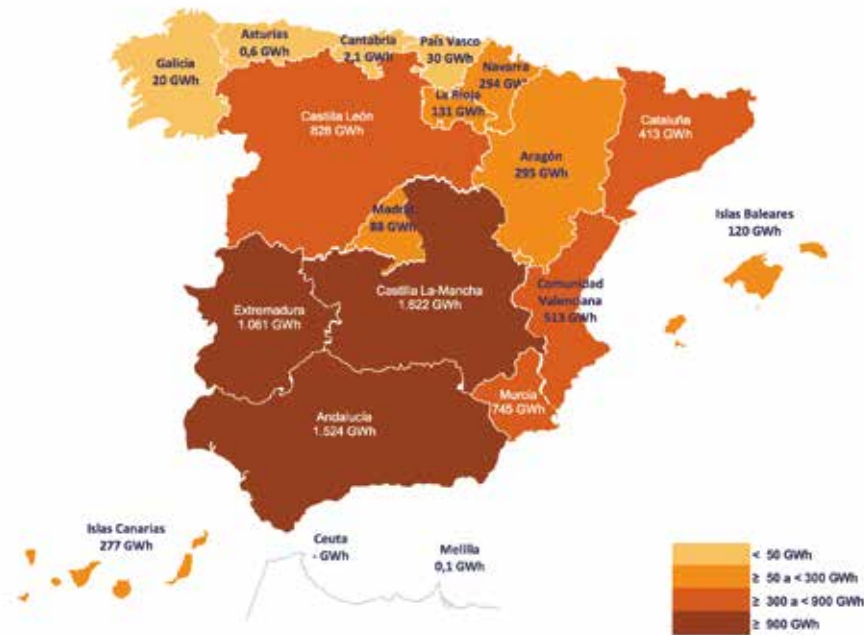 Asturias
0,6 GWh
Cantabria
2,1 GWh
País Vasco
30 GWh
Galicia
20 GWh
Navarra
294 GWh
La Rioja
131 GWh
Castilla León
828 GWh
Cataluña
413 GWh
Aragón
295 GWh
Madrid
88 GWh
Islas Baleares
120 GWh
Castilla La-Mancha
1.622 GWh
Comunidad
Valenciana
513 GWh
Extremadura
1.061 GWh
Murcia
745 GWh
Andalucía
1.524 GWh
Islas Canarias
277 GWh
Ceuta
- GWh
Melilla
0,1 GWh
< 50 GWh
≥ 50 a < 300 GWh
≥ 300 a < 900 GWh
≥ 900 GWh